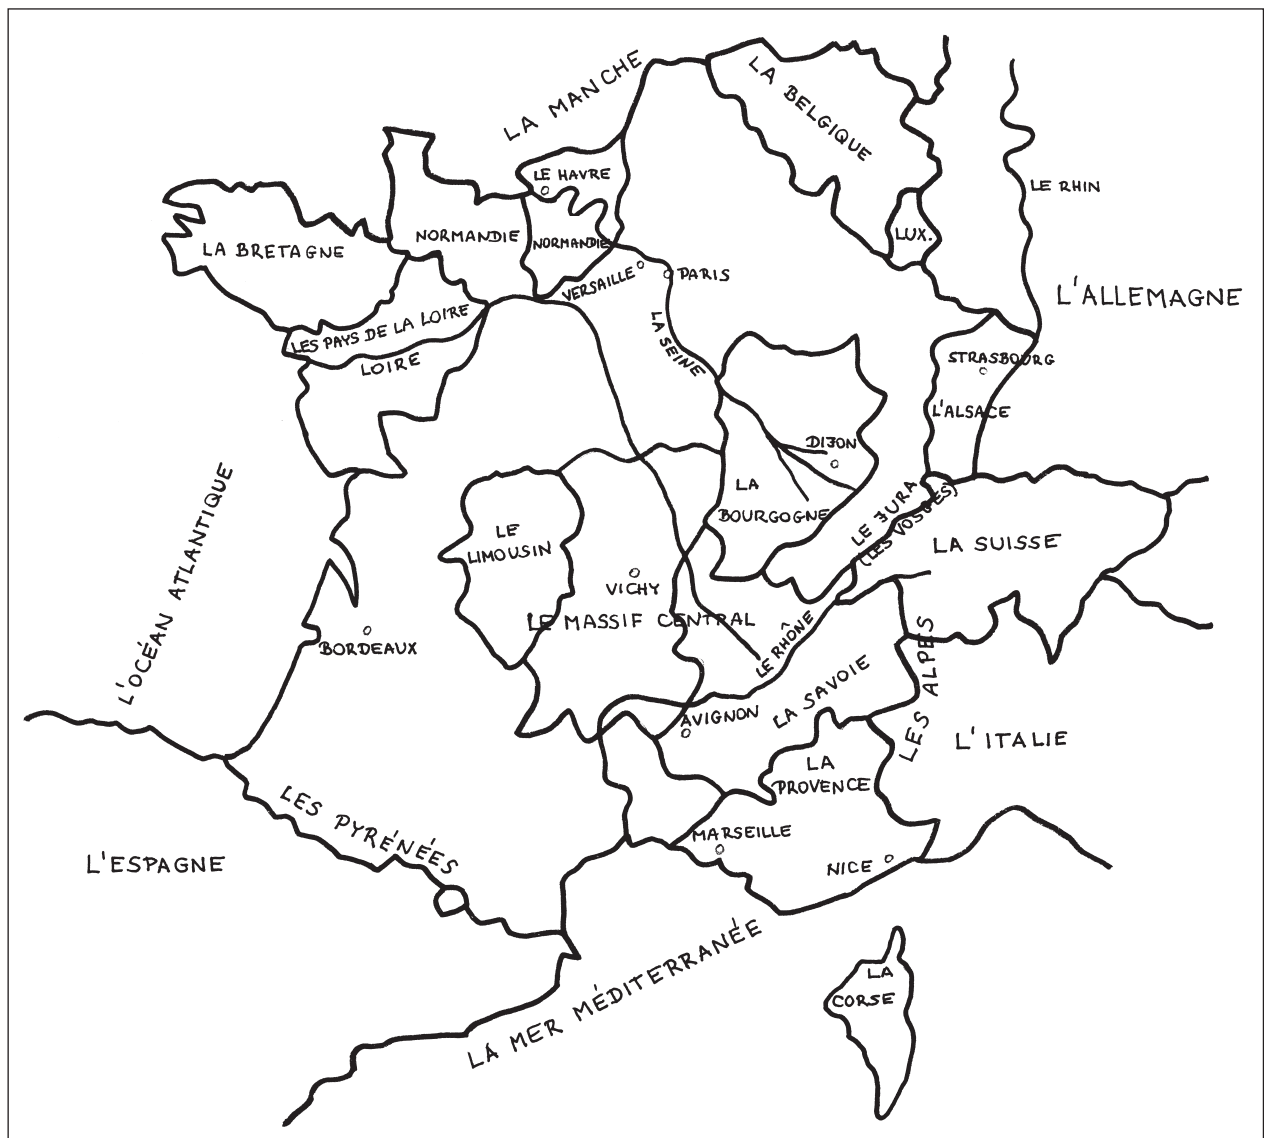 LA MANCHE
LA BELGIQUE
LE HAVRE
LE RHIN
LUX.
NORMANDIE
NORMANDIE
LA BRETAGNE
VERSAILLE
PARIS
L'ALLEMAGNE
LES PAYS DE LA LOIRE
LA SEINE
LOIRE
STRASBOURG
L'ALSACE
DIJON
LA
BOURGOGNE
LE JURA
(LES VOSGES)
LE
LIMOUSIN
LA SUISSE
L'OCÉAN ATLANTIQUE
VICHY
LE MASSIF CENTRAL
BORDEAUX
LE RHÔNE
LES ALPES
LA SAVOIE
AVIGNON
L'ITALIE
LA
PROVENCE
LES PYRÉNÉES
MARSEILLE
L'ESPAGNE
NICE
LA MER MÉDITERRANÉE
LA
CORSE